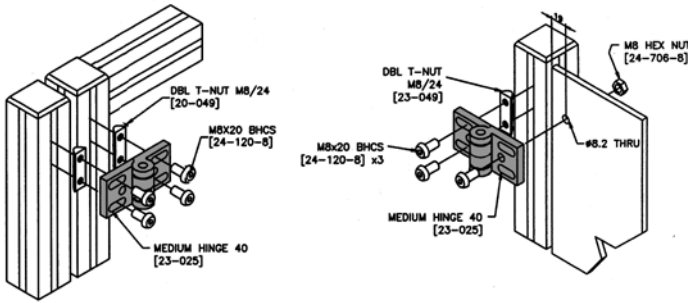 DBL T-NUT M8/24
[20-049]
M8X20 BHCS
[24-120-8]
MEDIUM HINGE 40
[23-025]
19
M8 HEX NUT
[24-706-8]
DBL T-NUT
M8/24
[23-049]
M8x20 BHCS
[24-120-8] x3
ø8.2 THRU
MEDIUM HINGE 40
[23-025]